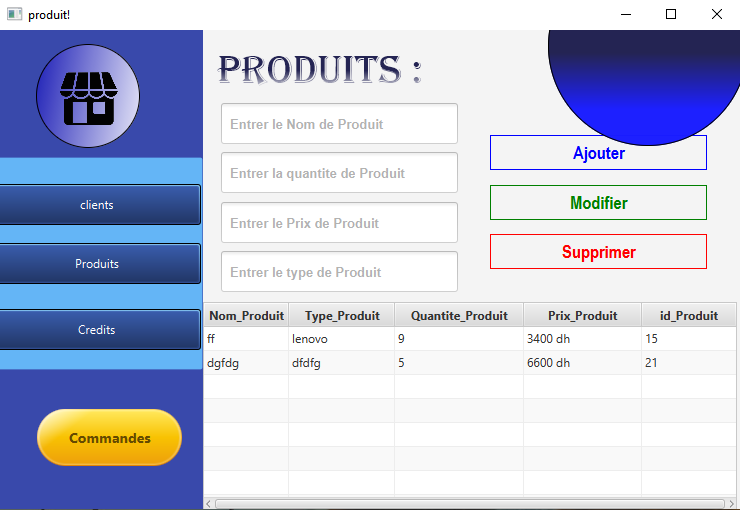 produit!
PRODUITS :
Entrer le Nom de Produit
Entrer la quantite de Produit
Entrer le Prix de Produit
Entrer le type de Produit
Ajouter
Modifier
Supprimer
clients
Produits
Credits
Commandes
Nom_Produit Type_Produit Quantite_Produit Prix_Produit id_Produit
ff lenovo 9 3400 dh 15
dgfdg dfdfg 5 6600 dh 21